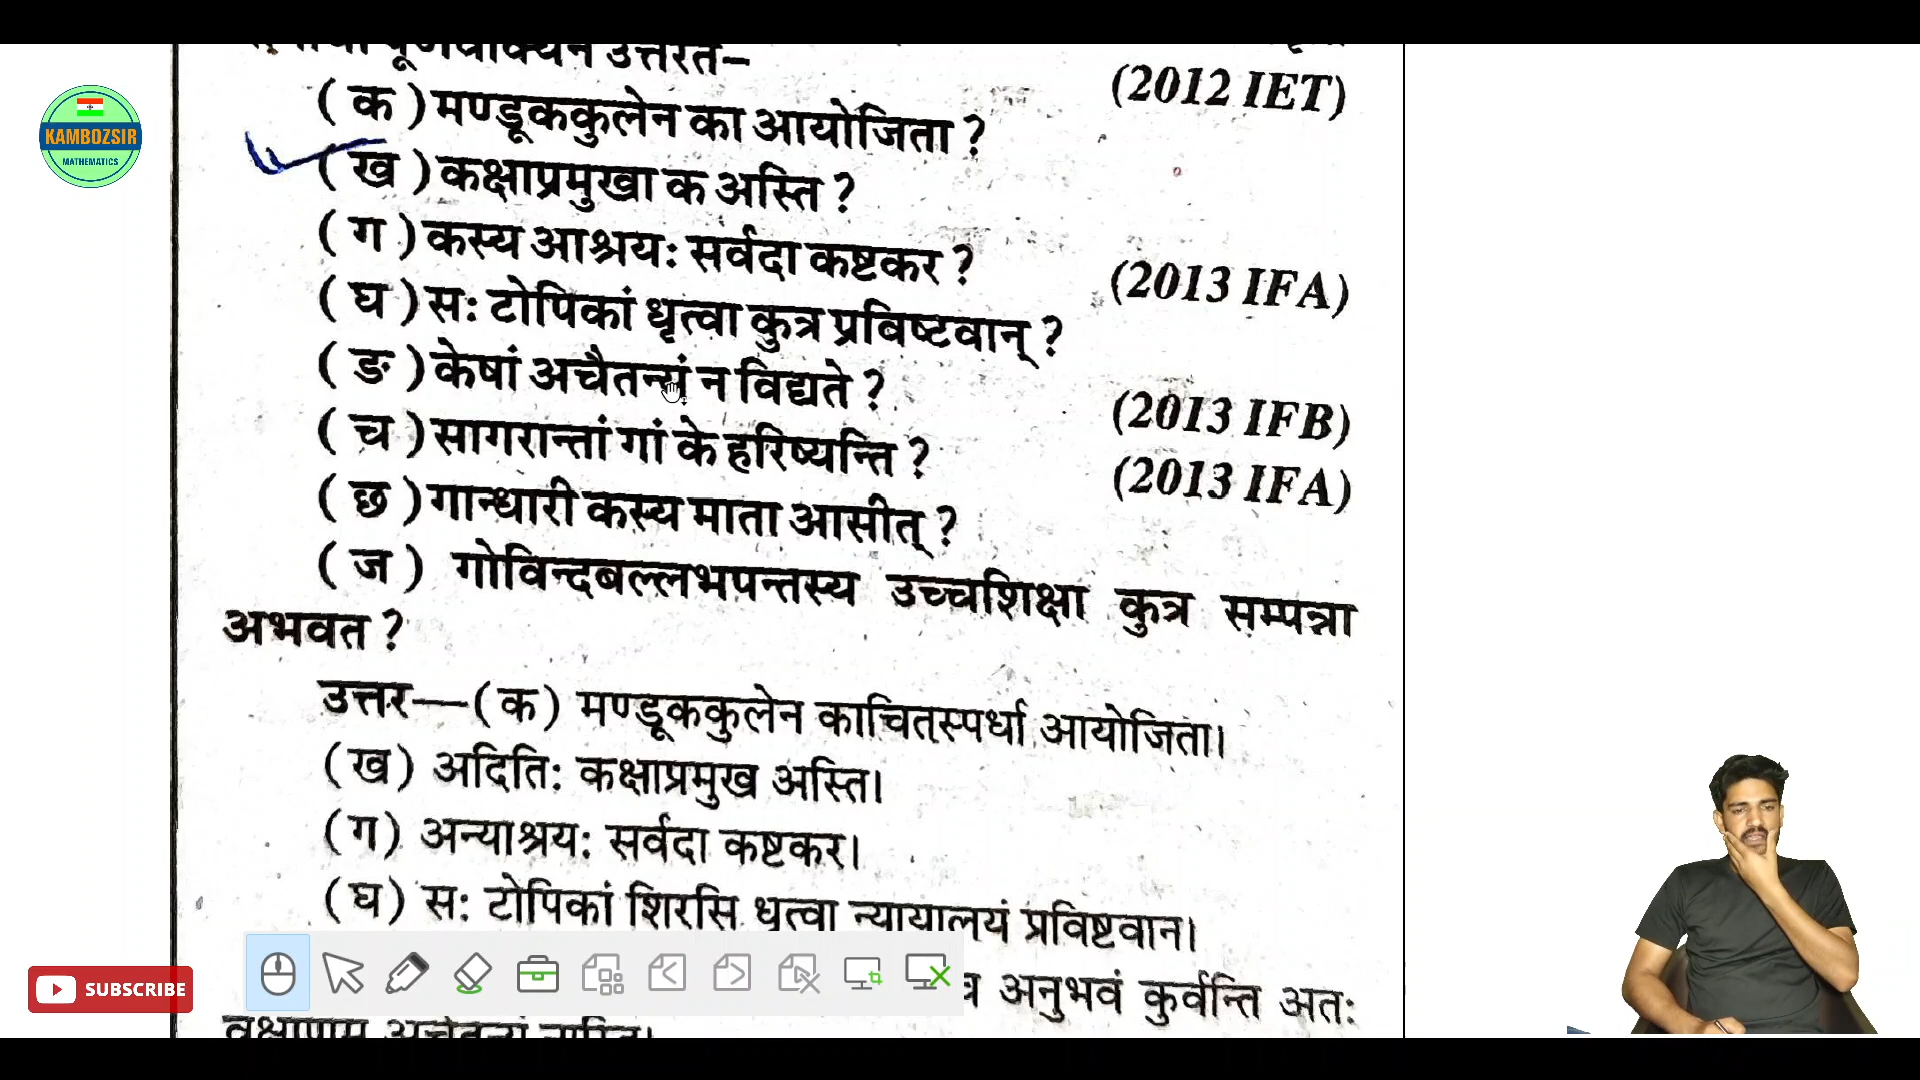 उत्तरत–
(2012 IET)
( क ) मण्डूककुलेन का आयोजिता ?
( ख ) कक्षाप्रमुखा क अस्ति ?
( ग ) कस्य आश्रयः सर्वदा कष्टकर ?
(2013 IFA)
( घ ) सः टोपिकां धृत्वा कुत्र प्रविष्टवान् ?
( ङ ) केषां अचैतन्यं न विद्यते ?
(2013 IFB)
( च ) सागरान्तां गां के हरिष्यन्ति ?
(2013 IFA)
( छ ) गान्धारी कस्य माता आसीत् ?
( ज ) गोविन्दबल्लभपन्तस्य उच्चशिक्षा कुत्र सम्पन्ना
अभवत ?
उत्तर—( क ) मण्डूककुलेन काचित्स्पर्धा आयोजिता।
( ख ) अदितिः कक्षाप्रमुख अस्ति।
( ग ) अन्याश्रयः सर्वदा कष्टकर।
( घ ) सः टोपिकां शिरसि धृत्वा न्यायालयं प्रविष्टवान।
अनुभवं कुर्वन्ति अतः
KAMBOZSIR
MATHEMATICS
SUBSCRIBE